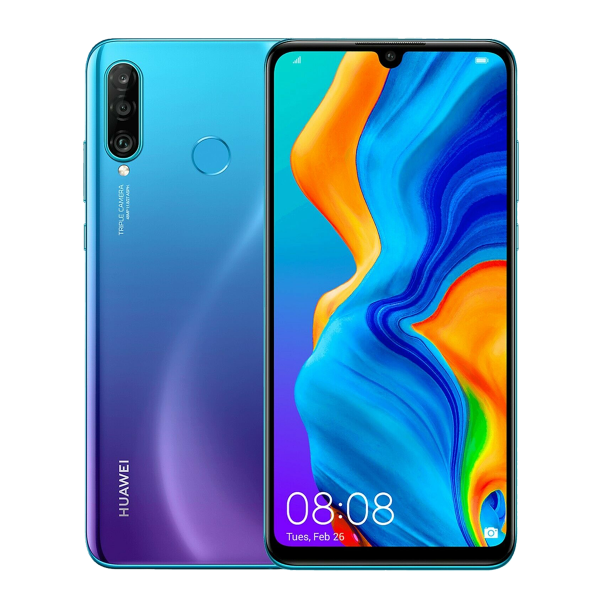 TRIPLE CAMERA
HUAWEI
08:08
Tues, Feb 26